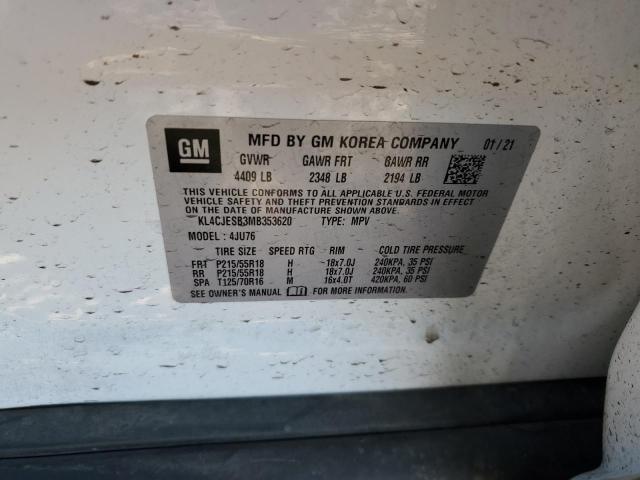 GM
MFD BY GM KOREA COMPANY 01 / 21
GVWR GAWR FRT GAWR RR
4409 LB 2348 LB 2194 LB
THIS VEHICLE CONFORMS TO ALL APPLICABLE U.S. FEDERAL MOTOR
VEHICLE SAFETY AND THEFT PREVENTION STANDARDS
IN EFFECT ON THE DATE OF MANUFACTURE SHOWN ABOVE.
KL4CJESB3MB353620 TYPE: MPV
MODEL: 4JU76
TIRE SIZE SPEED RTG RIM COLD TIRE PRESSURE
FRT P215/55R18 H 18x7.0J 240KPA, 35 PSI
RR P215/55R18 H 18x7.0J 240KPA, 35 PSI
SPA T125/70R16 M 16x4.0T 420KPA, 60 PSI
SEE OWNER'S MANUAL FOR MORE INFORMATION.